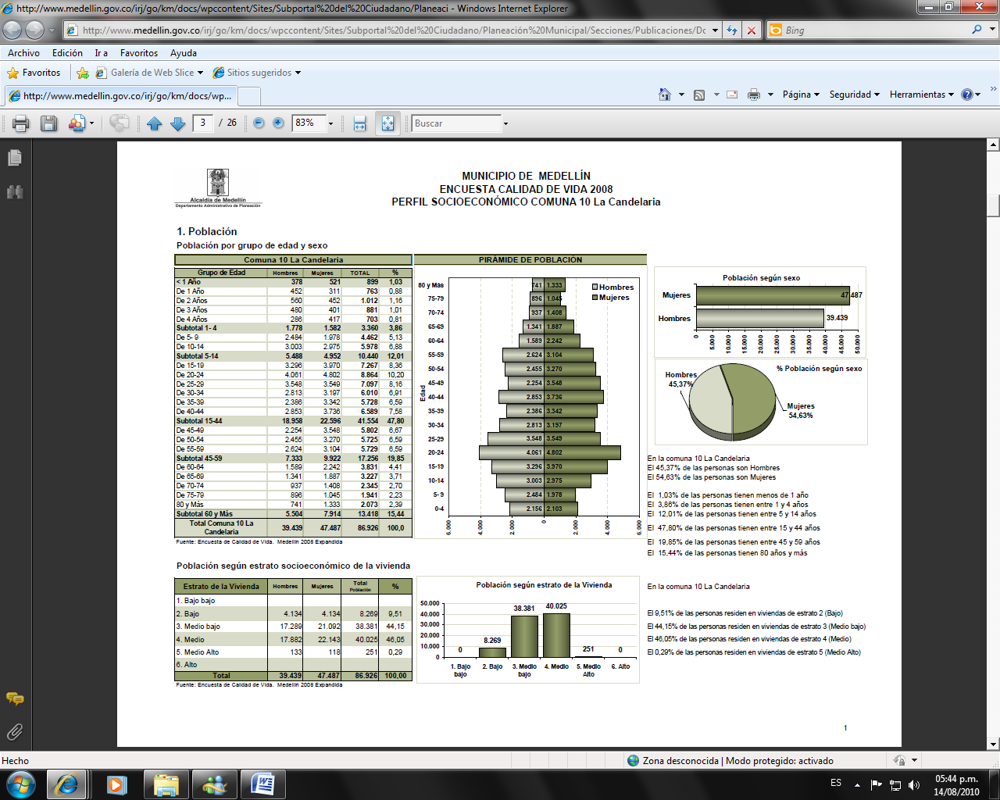 http://www.medellin.gov.co/irj/go/km/docs/wpccontent/Sites/Subportal%20del%20Ciudadano/Planeaci - Windows Internet Explorer
http://www.medellin.gov.co/irj/go/km/docs/wpccontent/Sites/Subportal%20del%20Ciudadano/Planeación%20Municipal/Secciones/Publicaciones/Dc
Bing
Archivo Edición Ir a Favoritos Ayuda
Favoritos Galería de Web Slice Sitios sugeridos
http://www.medellin.gov.co/irj/go/km/docs/wp...
Página Seguridad Herramientas
3 / 26 83% Buscar
Alcaldía de Medellín
Departamento Administrativo de Planeación
MUNICIPIO DE MEDELLÍN
ENCUESTA CALIDAD DE VIDA 2008
PERFIL SOCIOECONÓMICO COMUNA 10 La Candelaria
1. Población
Población por grupo de edad y sexo
Comuna 10 La Candelaria
Grupo de Edad Hombres Mujeres TOTAL %
< 1 Año 378 521 899 1,03
De 1 Año 452 311 763 0,88
De 2 Años 560 452 1.012 1,16
De 3 Años 480 401 881 1,01
De 4 Años 286 417 703 0,81
Subtotal 1- 4 1.778 1.582 3.360 3,86
De 5- 9 2.484 1.978 4.462 5,13
De 10-14 3.003 2.975 5.978 6,88
Subtotal 5-14 5.488 4.952 10.440 12,01
De 15-19 3.296 3.970 7.267 8,36
De 20-24 4.061 4.802 8.864 10,20
De 25-29 3.548 3.549 7.097 8,16
De 30-34 2.813 3.197 6.010 6,91
De 35-39 2.386 3.342 5.728 6,59
De 40-44 2.853 3.736 6.589 7,58
Subtotal 15-44 18.958 22.596 41.554 47,80
De 45-49 2.254 3.548 5.802 6,67
De 50-54 2.455 3.270 5.725 6,59
De 55-59 2.624 3.104 5.729 6,59
Subtotal 45-59 7.333 9.922 17.256 19,85
De 60-64 1.589 2.242 3.831 4,41
De 65-69 1.341 1.887 3.227 3,71
De 70-74 937 1.408 2.345 2,70
De 75-79 896 1.045 1.941 2,23
80 y Más 741 1.333 2.073 2,39
Subtotal 60 y Más 5.504 7.914 13.418 15,44
Total Comuna 10 La
Candelaria 39.439 47.487 86.926 100,0
Fuente: Encuesta de Calidad de Vida. Medellín 2008 Expandida
PIRÁMIDE DE POBLACIÓN
Hombres
Mujeres
Edad
80 y Más 741 1.333
75-79 896 1.045
70-74 937 1.408
65-69 1.341 1.887
60-64 1.589 2.242
55-59 2.624 3.104
50-54 2.455 3.270
45-49 2.254 3.548
40-44 2.853 3.736
35-39 2.386 3.342
30-34 2.813 3.197
25-29 3.548 3.549
20-24 4.061 4.802
15-19 3.296 3.970
10-14 3.003 2.975
5- 9 2.484 1.978
0-4 2.156 2.103
6.000 4.000 2.000 0 2.000 4.000 6.000
Población según sexo
Mujeres 47.487
Hombres 39.439
0 5.000 10.000 15.000 20.000 25.000 30.000 35.000 40.000 45.000 50.000
% Población según sexo
Hombres
45,37%
Mujeres
54,63%
En la comuna 10 La Candelaria
El 45,37% de las personas son Hombres
El 54,63% de las personas son Mujeres
El 1,03% de las personas tienen menos de 1 año
El 3,86% de las personas tienen entre 1 y 4 años
El 12,01% de las personas tienen entre 5 y 14 años
El 47,80% de las personas tienen entre 15 y 44 años
El 19,85% de las personas tienen entre 45 y 59 años
El 15,44% de las personas tienen 80 años y más
Población según estrato socioeconómico de la vivienda
Estrato de la Vivienda Hombres Mujeres Total Población %
1. Bajo bajo
2. Bajo 4.134 4.134 8.269 9,51
3. Medio bajo 17.289 21.092 38.381 44,15
4. Medio 17.882 22.143 40.025 46,05
5. Medio Alto 133 118 251 0,29
6. Alto
Total 39.439 47.487 86.926 100,00
Fuente: Encuesta de Calidad de Vida. Medellín 2008 Expandida
Población según estrato de la Vivienda
50.000
40.000
30.000
20.000
10.000
0
0 8.269 38.381 40.025 251 0
1. Bajo bajo 2. Bajo 3. Medio bajo 4. Medio 5. Medio Alto 6. Alto
En la comuna 10 La Candelaria
El 9,51% de las personas residen en viviendas de estrato 2 (Bajo)
El 44,15% de las personas residen en viviendas de estrato 3 (Medio bajo)
El 46,05% de las personas residen en viviendas de estrato 4 (Medio)
El 0,29% de las personas residen en viviendas de estrato 5 (Medio Alto)
1
Hecho Zona desconocida | Modo protegido: activado
ES 05:44 p.m.
14/08/2010